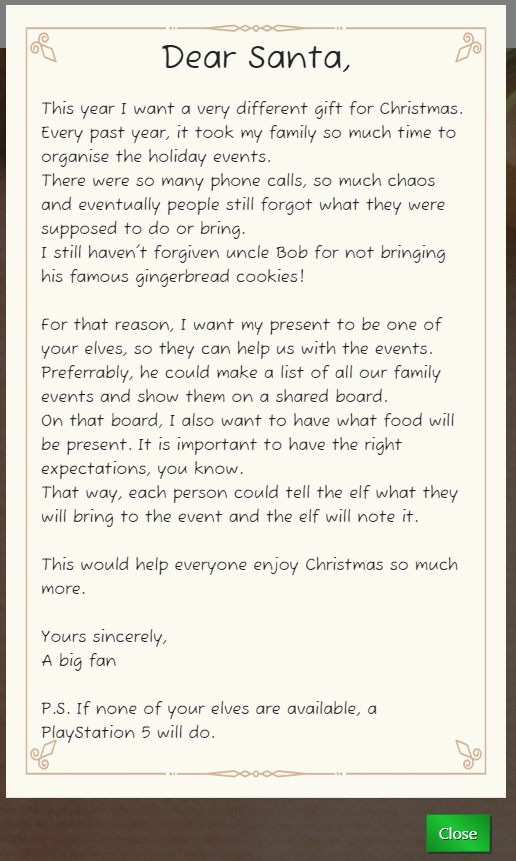 Dear Santa,
This year I want a very different gift for Christmas.
Every past year, it took my family so much time to
organise the holiday events.
There were so many phone calls, so much chaos
and eventually people still forgot what they were
supposed to do or bring.
I still haven't forgiven uncle Bob for not bringing
his famous gingerbread cookies!
For that reason, I want my present to be one of
your elves, so they can help us with the events.
Preferrably, he could make a list of all our family
events and show them on a shared board.
On that board, I also want to have what food will
be present. It is important to have the right
expectations, you know.
That way, each person could tell the elf what they
will bring to the event and the elf will note it.
This would help everyone enjoy Christmas so much
more.
Yours sincerely,
A big fan
P.S. If none of your elves are available, a
PlayStation 5 will do.
Close